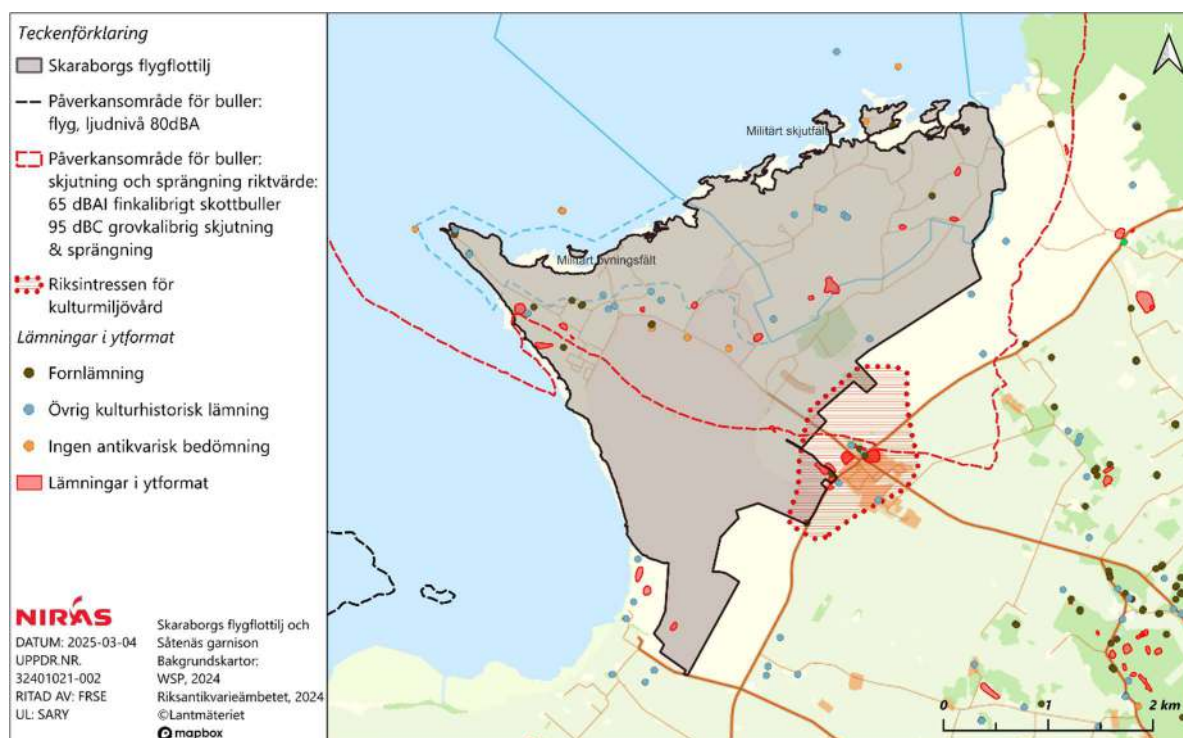 Teckenförklaring
Skaraborgs flygflottilj
Påverkansområde för buller:
flyg, ljudnivå 80dBA
Påverkansområde för buller:
skjutning och sprängning riktvärde:
65 dBAI finkalibrigt skottbuller
95 dBC grovkalibrig skjutning
& sprängning
Riksintressen för
kulturmiljövård
Lämningar i ytformat
Fornlämning
Övrig kulturhistorisk lämning
Ingen antikvarisk bedömning
Lämningar i ytformat
NIRAS
DATUM: 2025-03-04
UPPDR.NR.
32401021-002
RITAD AV: FRSE
UL: SARY
Skaraborgs flygflottilj och
Såtenäs garnison
Bakgrundskartor:
WSP, 2024
Riksantikvarieämbetet, 2024
©Lantmäteriet
mapbox
N
Militärt skjutfält
Militärt övningsfält
0 1 2 km